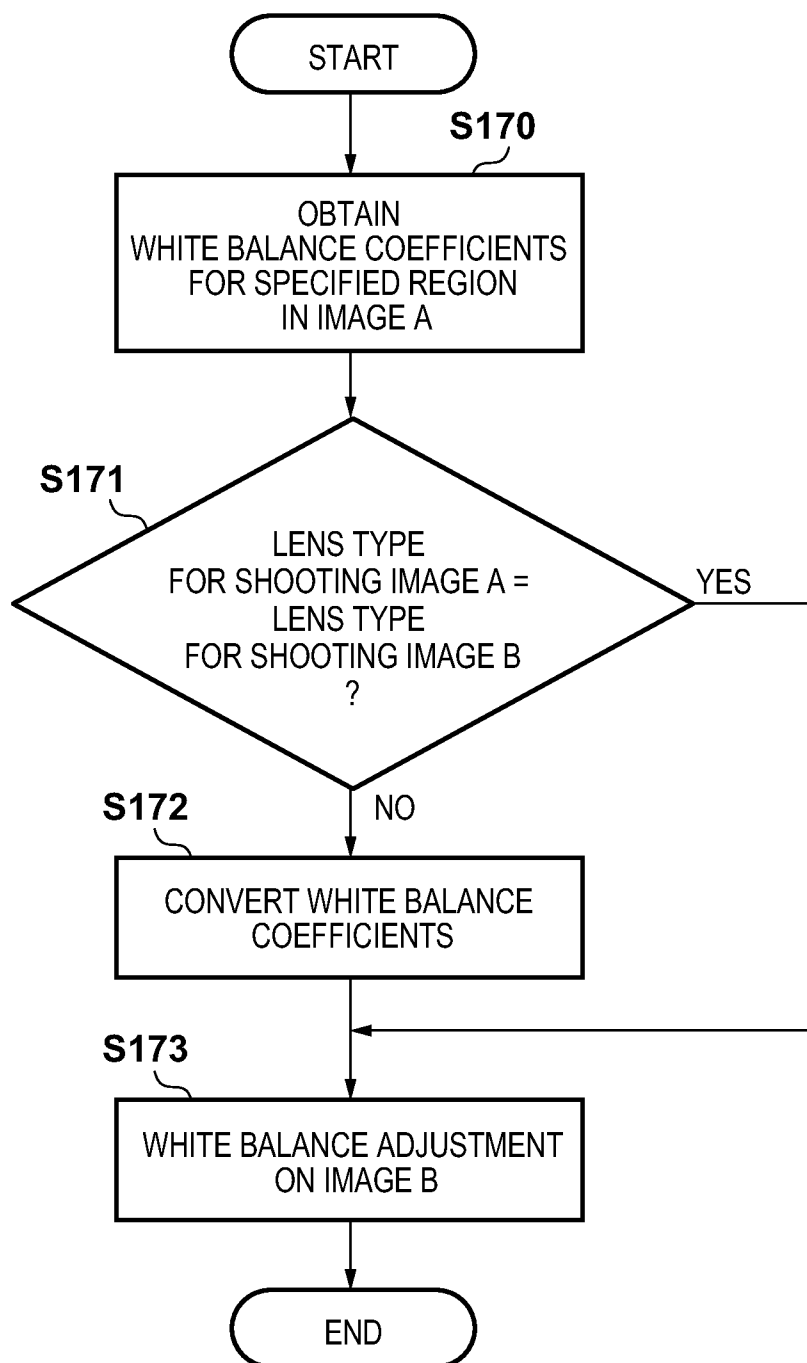 START
S170
OBTAIN
WHITE BALANCE COEFFICIENTS
FOR SPECIFIED REGION
IN IMAGE A
S171
LENS TYPE
FOR SHOOTING IMAGE A =
LENS TYPE
FOR SHOOTING IMAGE B
?
YES
NO
S172
CONVERT WHITE BALANCE
COEFFICIENTS
S173
WHITE BALANCE ADJUSTMENT
ON IMAGE B
END